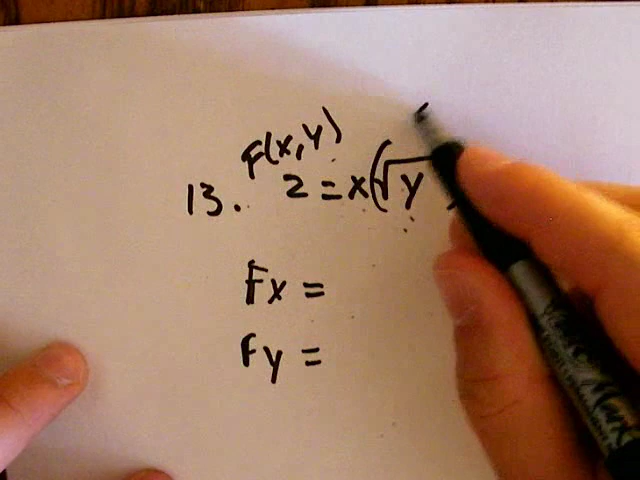 F(x,y)
13. z=x(√y )
Fx =
Fy =